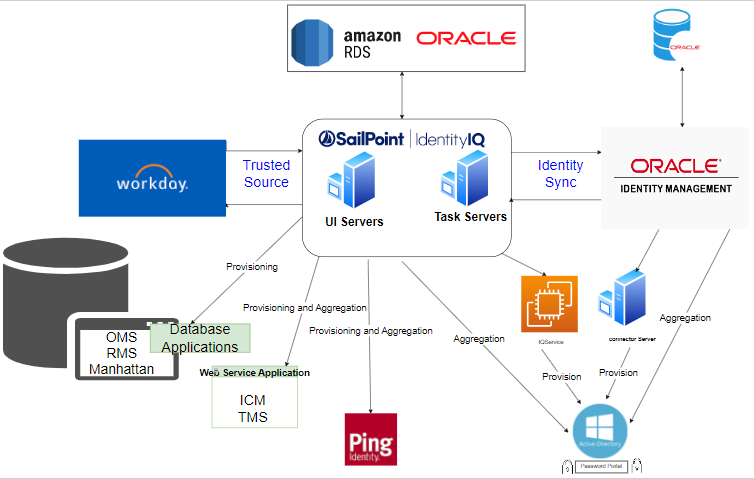 amazon
RDS
ORACLE
ORACLE
SailPoint | IdentityIQ
UI Servers
Task Servers
workday.
Trusted
Source
Identity
Sync
ORACLE
IDENTITY MANAGEMENT
Provisioning
Provisioning and Aggregation
Provisioning and Aggregation
Aggregation
Aggregation
OMS
RMS
Manhattan
Database
Applications
Web Service Application
ICM
TMS
Ping
Identity.
IQService
connector Server
Provision
Provision
Active Directory
Password Portal